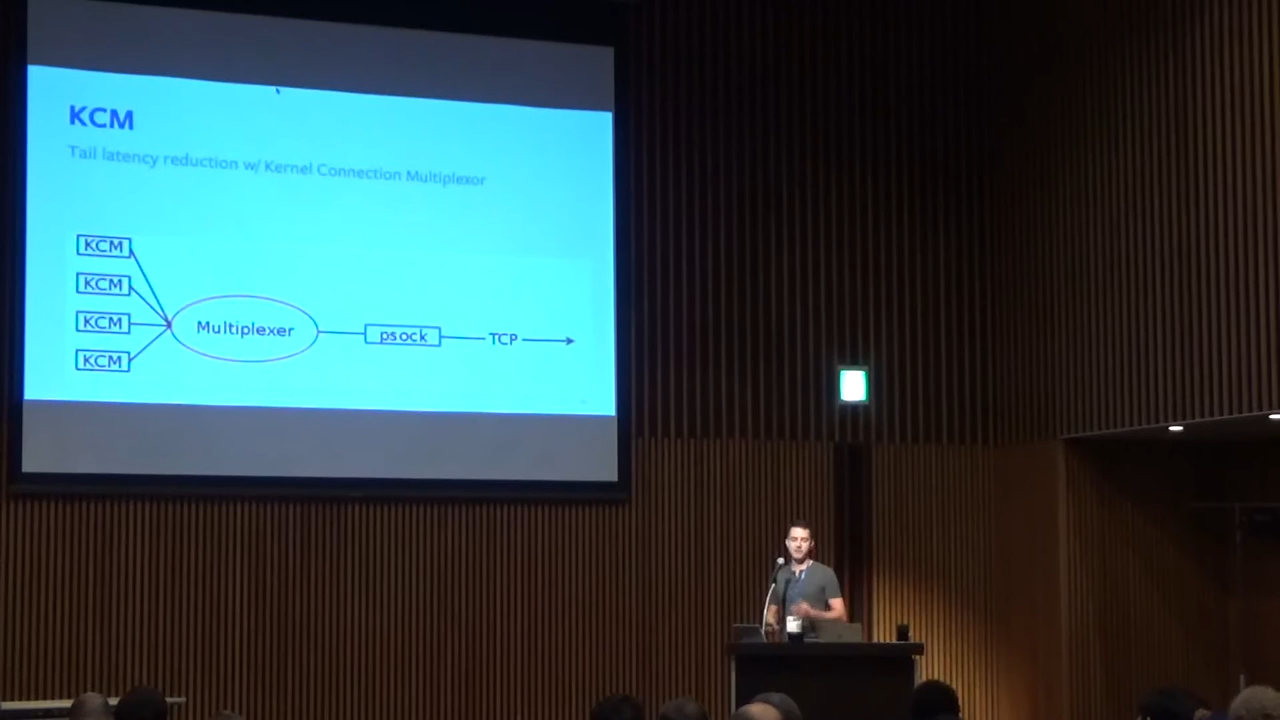 KCM
Tail latency reduction w/ Kernel Connection Multiplexor
KCM
KCM
KCM
KCM
Multiplexer
psock
TCP